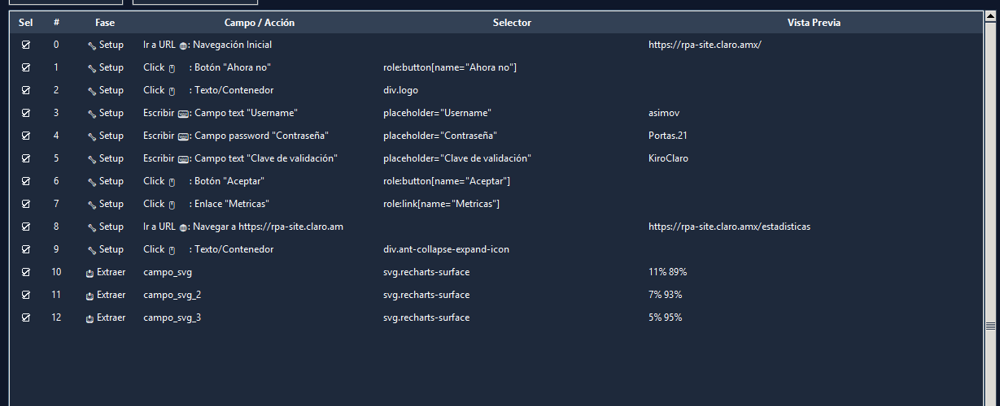 Sel # Fase Campo / Acción Selector Vista Previa
0 Setup Ir a URL : Navegación Inicial https://rpa-site.claro.amx/
1 Setup Click : Botón "Ahora no" role:button[name="Ahora no"]
2 Setup Click : Texto/Contenedor div.logo
3 Setup Escribir : Campo text "Username" placeholder="Username" asimov
4 Setup Escribir : Campo password "Contraseña" placeholder="Contraseña" Portas.21
5 Setup Escribir : Campo text "Clave de validación" placeholder="Clave de validación" KiroClaro
6 Setup Click : Botón "Aceptar" role:button[name="Aceptar"]
7 Setup Click : Enlace "Metricas" role:link[name="Metricas"]
8 Setup Ir a URL : Navegar a https://rpa-site.claro.am https://rpa-site.claro.amx/estadisticas
9 Setup Click : Texto/Contenedor div.ant-collapse-expand-icon
10 Extraer campo_svg svg.recharts-surface 11% 89%
11 Extraer campo_svg_2 svg.recharts-surface 7% 93%
12 Extraer campo_svg_3 svg.recharts-surface 5% 95%